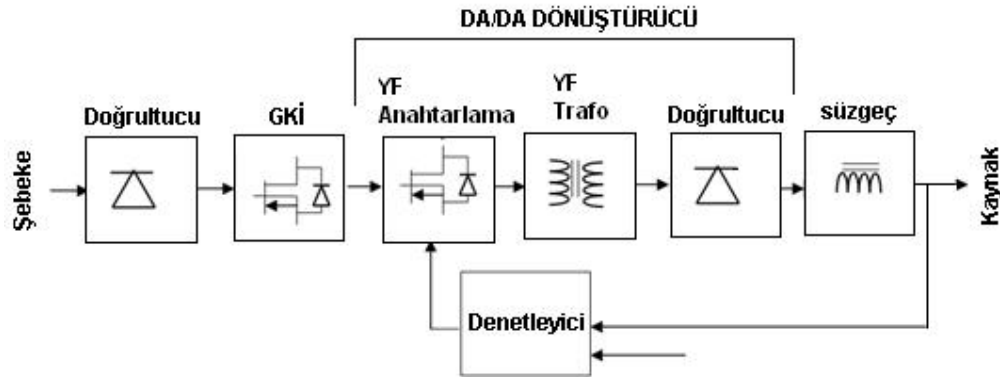 DA/DA DÖNÜŞTÜRÜCÜ
Doğrultucu
GKİ
YF
Anahtarlama
YF
Trafo
Doğrultucu
süzgeç
Şebeke
Kaynak
Denetleyici